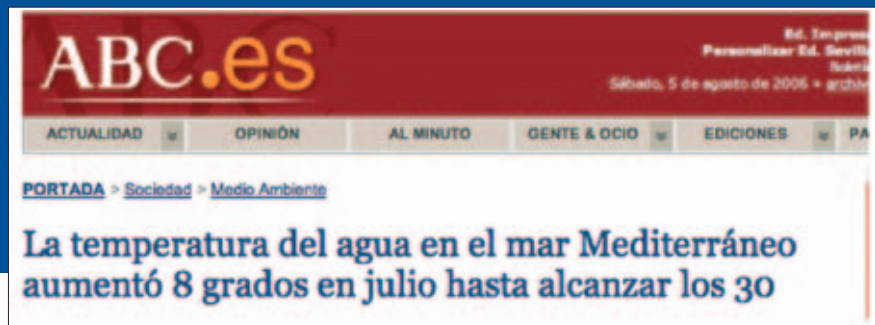 ABC.es
Ed. Impres
Personalizar Ed. Sevilla
Sábado, 5 de agosto de 2006 • archivo
ACTUALIDAD OPINIÓN AL MINUTO GENTE & OCIO EDICIONES PA
PORTADA > Sociedad > Medio Ambiente
La temperatura del agua en el mar Mediterráneo
aumentó 8 grados en julio hasta alcanzar los 30